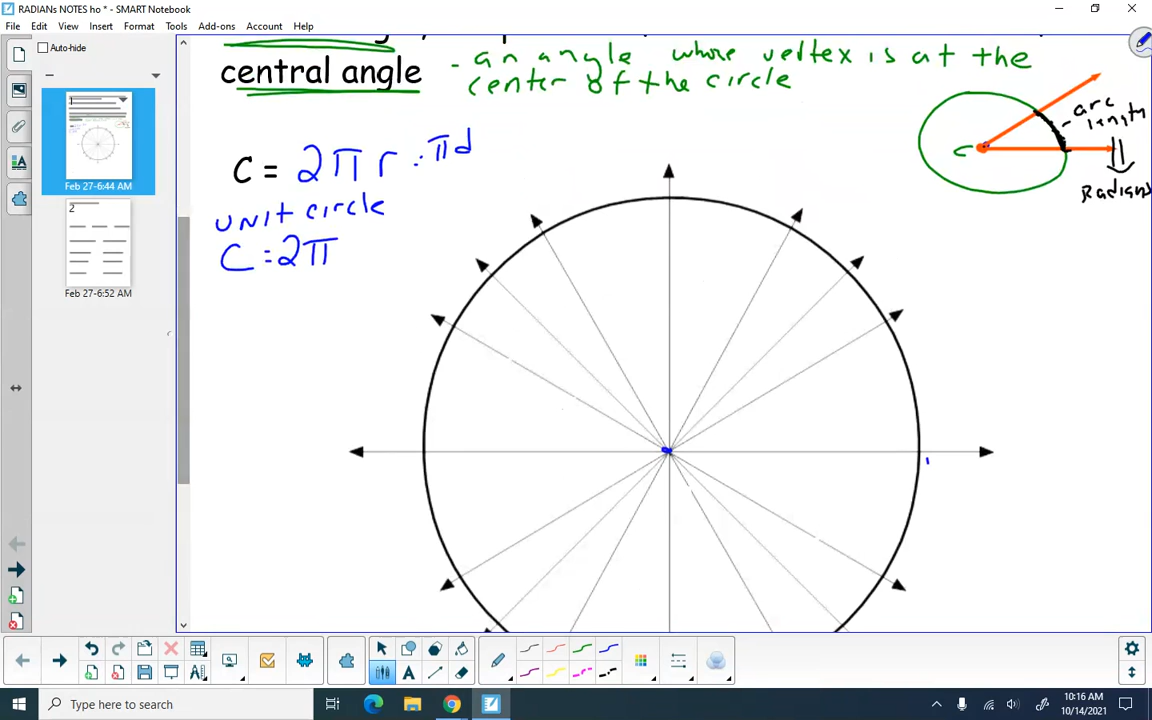 RADIANs NOTES ho * - SMART Notebook
File Edit View Insert Format Tools Add-ons Account Help
Auto-hide
1
Feb 27-6:44 AM
2
Feb 27-6:52 AM
central angle - an angle whose vertex is at the
center of the circle
C = 2πr = πd
unit circle
C = 2π
C
arc
length
Radians
Type here to search
10:16 AM
10/14/2021